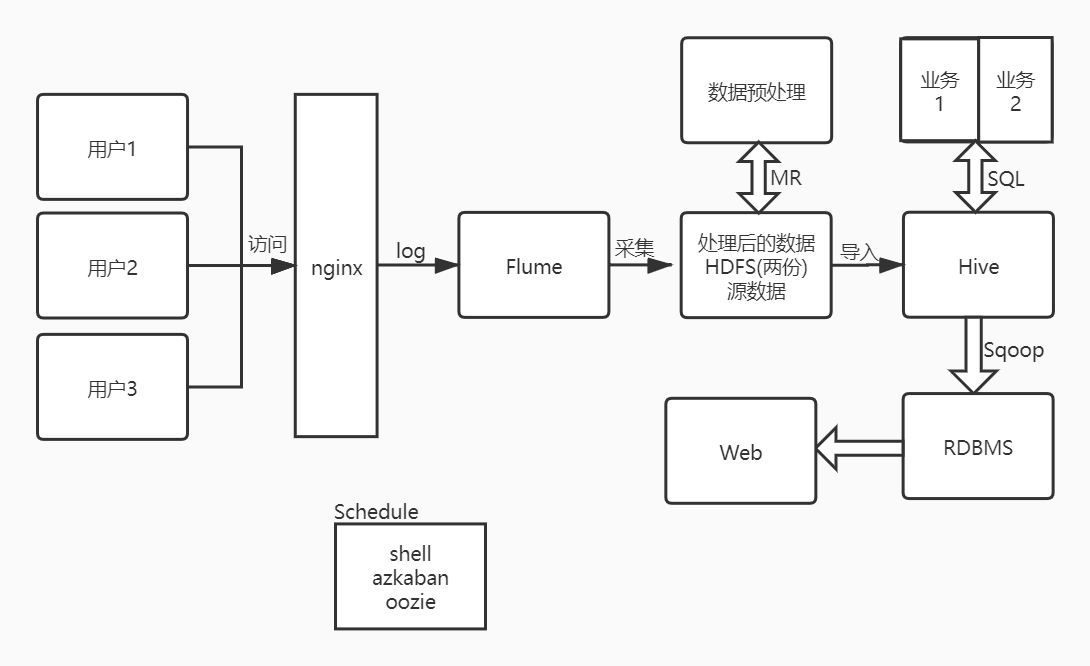 用户1
用户2
用户3
访问
nginx
log
Flume
采集
数据预处理
MR
处理后的数据
HDFS(两份)
源数据
导入
业务
1
业务
2
SQL
Hive
Sqoop
RDBMS
Web
Schedule
shell
azkaban
oozie